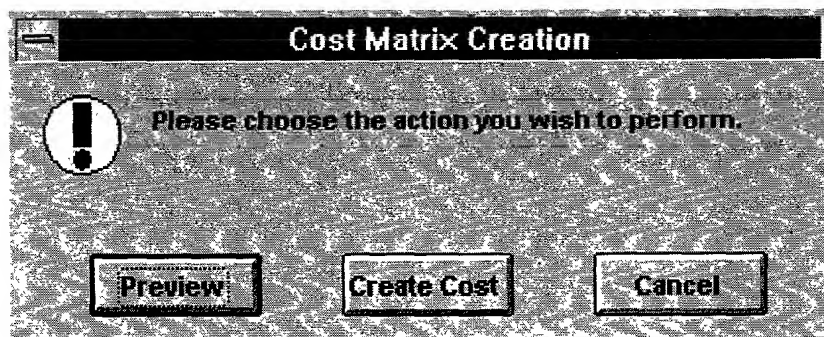 Cost Matrix Creation
Please choose the action you wish to perform.
Preview Create Cost Cancel